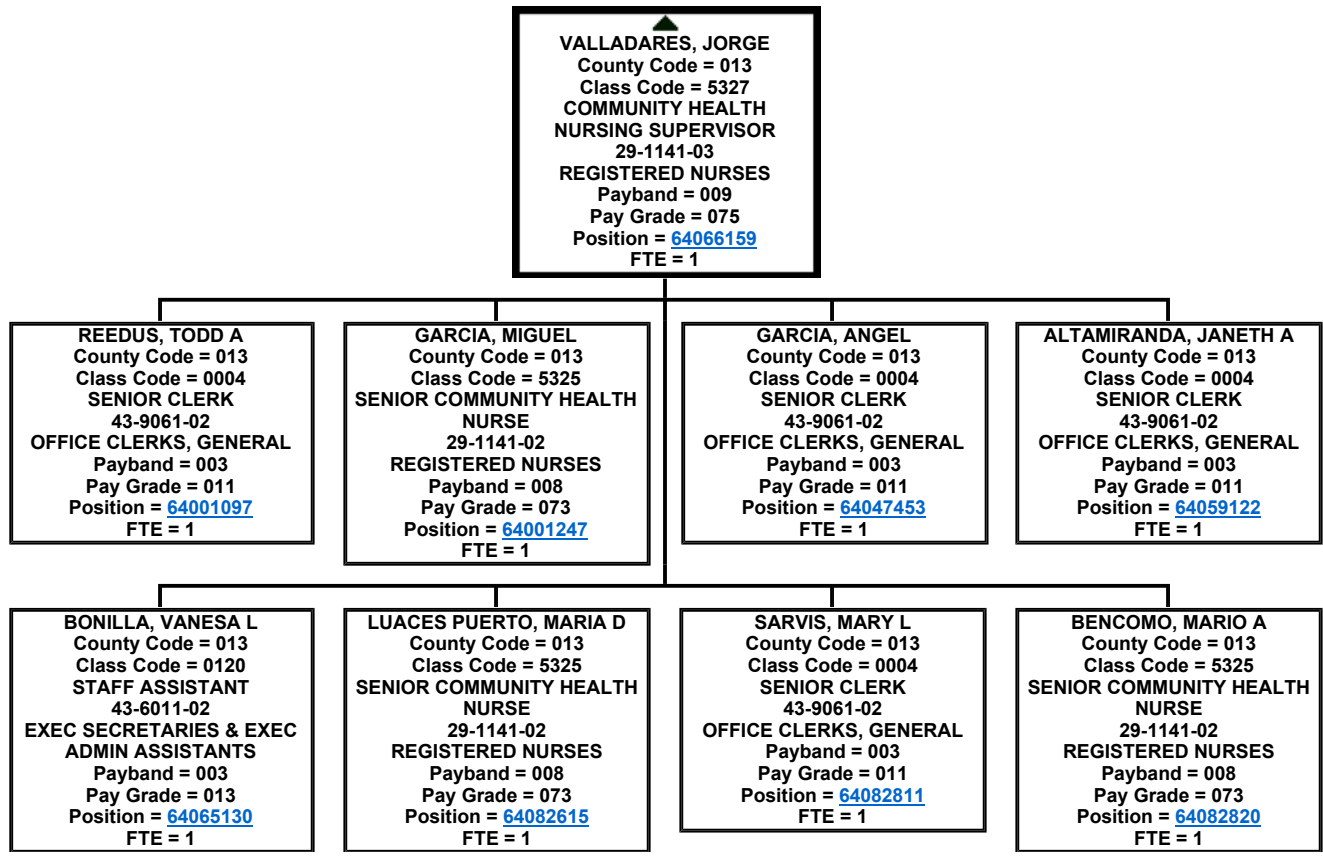 VALLADARES, JORGE
County Code = 013
Class Code = 5327
COMMUNITY HEALTH
NURSING SUPERVISOR
29-1141-03
REGISTERED NURSES
Payband = 009
Pay Grade = 075
Position = 64066159
FTE = 1
REEDUS, TODD A
County Code = 013
Class Code = 0004
SENIOR CLERK
43-9061-02
OFFICE CLERKS, GENERAL
Payband = 003
Pay Grade = 011
Position = 64001097
FTE = 1
GARCIA, MIGUEL
County Code = 013
Class Code = 5325
SENIOR COMMUNITY HEALTH
NURSE
29-1141-02
REGISTERED NURSES
Payband = 008
Pay Grade = 073
Position = 64001247
FTE = 1
GARCIA, ANGEL
County Code = 013
Class Code = 0004
SENIOR CLERK
43-9061-02
OFFICE CLERKS, GENERAL
Payband = 003
Pay Grade = 011
Position = 64047453
FTE = 1
ALTAMIRANDA, JANETH A
County Code = 013
Class Code = 0004
SENIOR CLERK
43-9061-02
OFFICE CLERKS, GENERAL
Payband = 003
Pay Grade = 011
Position = 64059122
FTE = 1
BONILLA, VANESA L
County Code = 013
Class Code = 0120
STAFF ASSISTANT
43-6011-02
EXEC SECRETARIES & EXEC
ADMIN ASSISTANTS
Payband = 003
Pay Grade = 013
Position = 64065130
FTE = 1
LUACES PUERTO, MARIA D
County Code = 013
Class Code = 5325
SENIOR COMMUNITY HEALTH
NURSE
29-1141-02
REGISTERED NURSES
Payband = 008
Pay Grade = 073
Position = 64082615
FTE = 1
SARVIS, MARY L
County Code = 013
Class Code = 0004
SENIOR CLERK
43-9061-02
OFFICE CLERKS, GENERAL
Payband = 003
Pay Grade = 011
Position = 64082811
FTE = 1
BENCOMO, MARIO A
County Code = 013
Class Code = 5325
SENIOR COMMUNITY HEALTH
NURSE
29-1141-02
REGISTERED NURSES
Payband = 008
Pay Grade = 073
Position = 64082820
FTE = 1